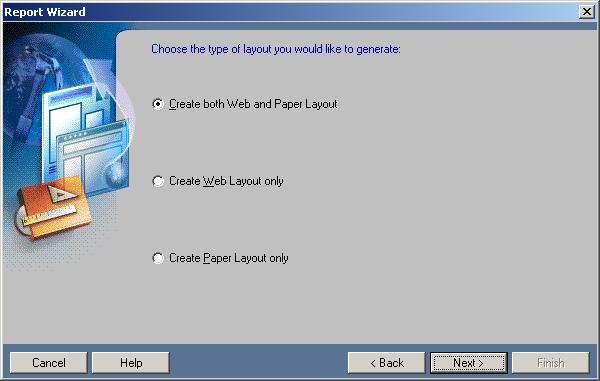 Report Wizard
Choose the type of layout you would like to generate:
Create both Web and Paper Layout
Create Web Layout only
Create Paper Layout only
Cancel Help < Back Next > Finish